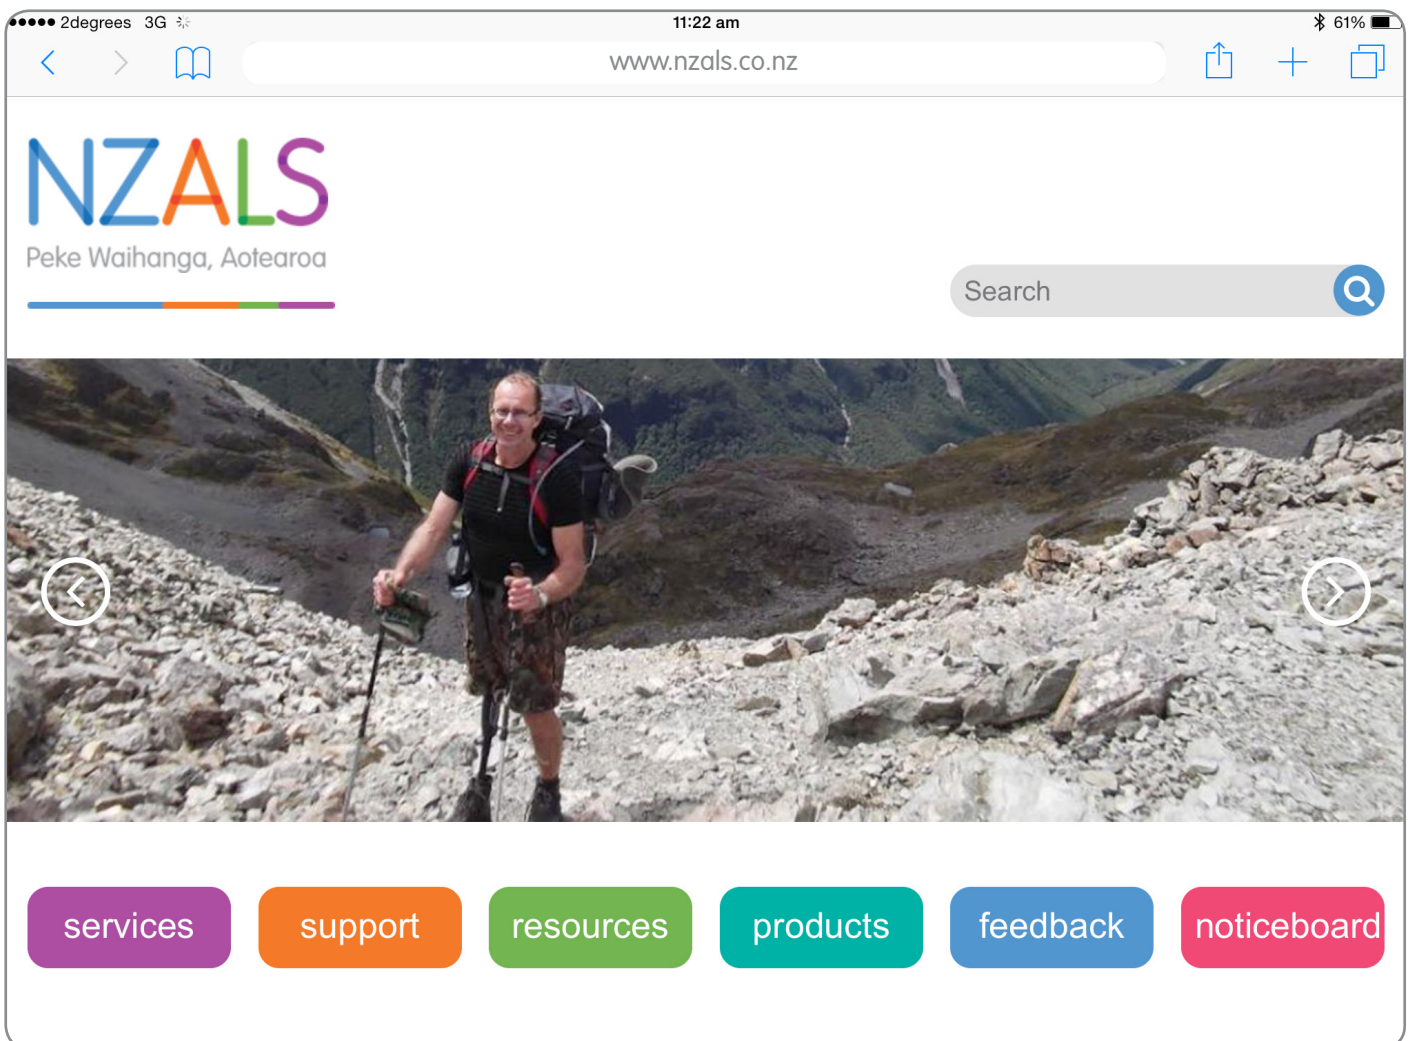 2degrees 3G 11:22 am 61%
www.nzals.co.nz
NZALS
Peke Waihanga, Aotearoa
Search
services support resources products feedback noticeboard